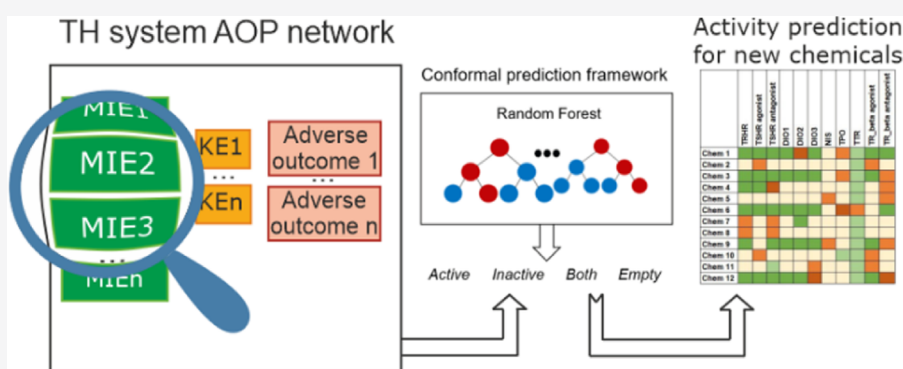 TH system AOP network
MIE1
MIE2
MIE3
...
MIEn
KE1
...
KEn
Adverse
outcome 1
...
Adverse
outcome n
Conformal prediction framework
Random Forest
Active Inactive Both Empty
Activity prediction
for new chemicals
TRHR
TSHR agonist
TSHR antagonist
DIO1
DIO2
DIO3
NIS
TPO
TTR
TR_beta agonist
TR_beta antagonist
Chem 1
Chem 2
Chem 3
Chem 4
Chem 5
Chem 6
Chem 7
Chem 8
Chem 9
Chem 10
Chem 11
Chem 12